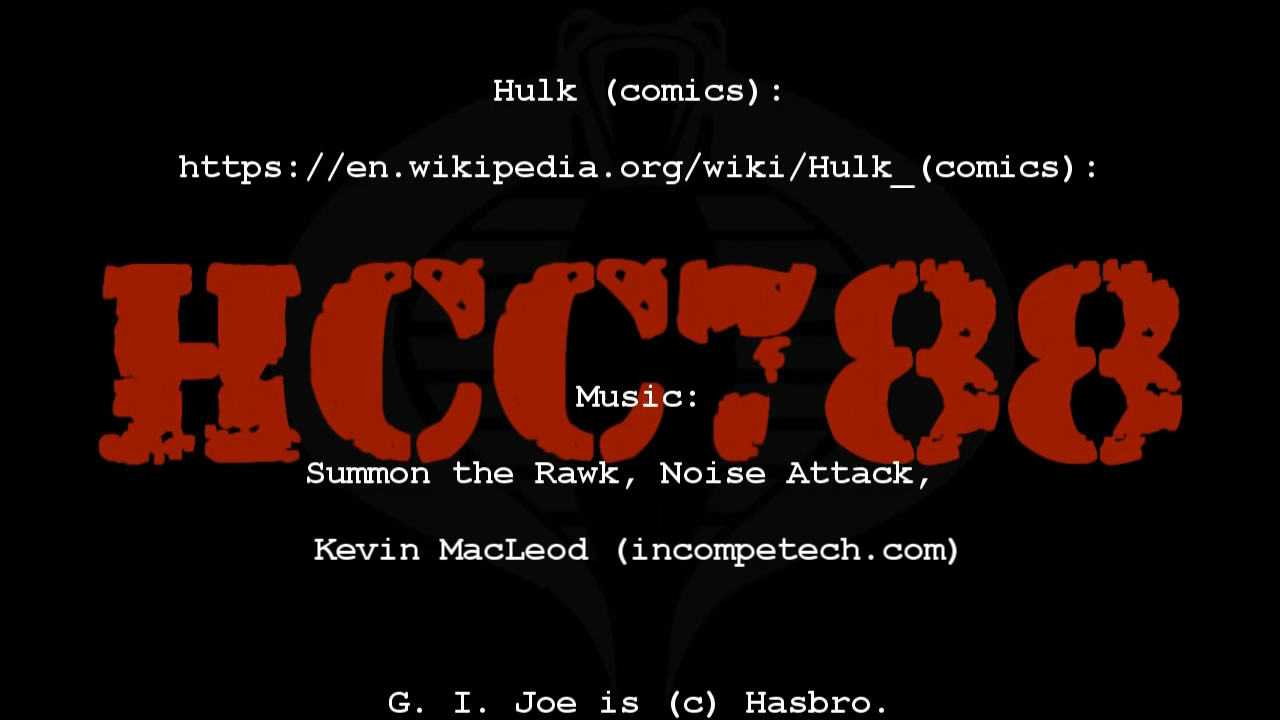 Hulk (comics):
https://en.wikipedia.org/wiki/Hulk_(comics):
HCC788
Music:
Summon the Rawk, Noise Attack,
Kevin MacLeod (incompetech.com)
G. I. Joe is (c) Hasbro.